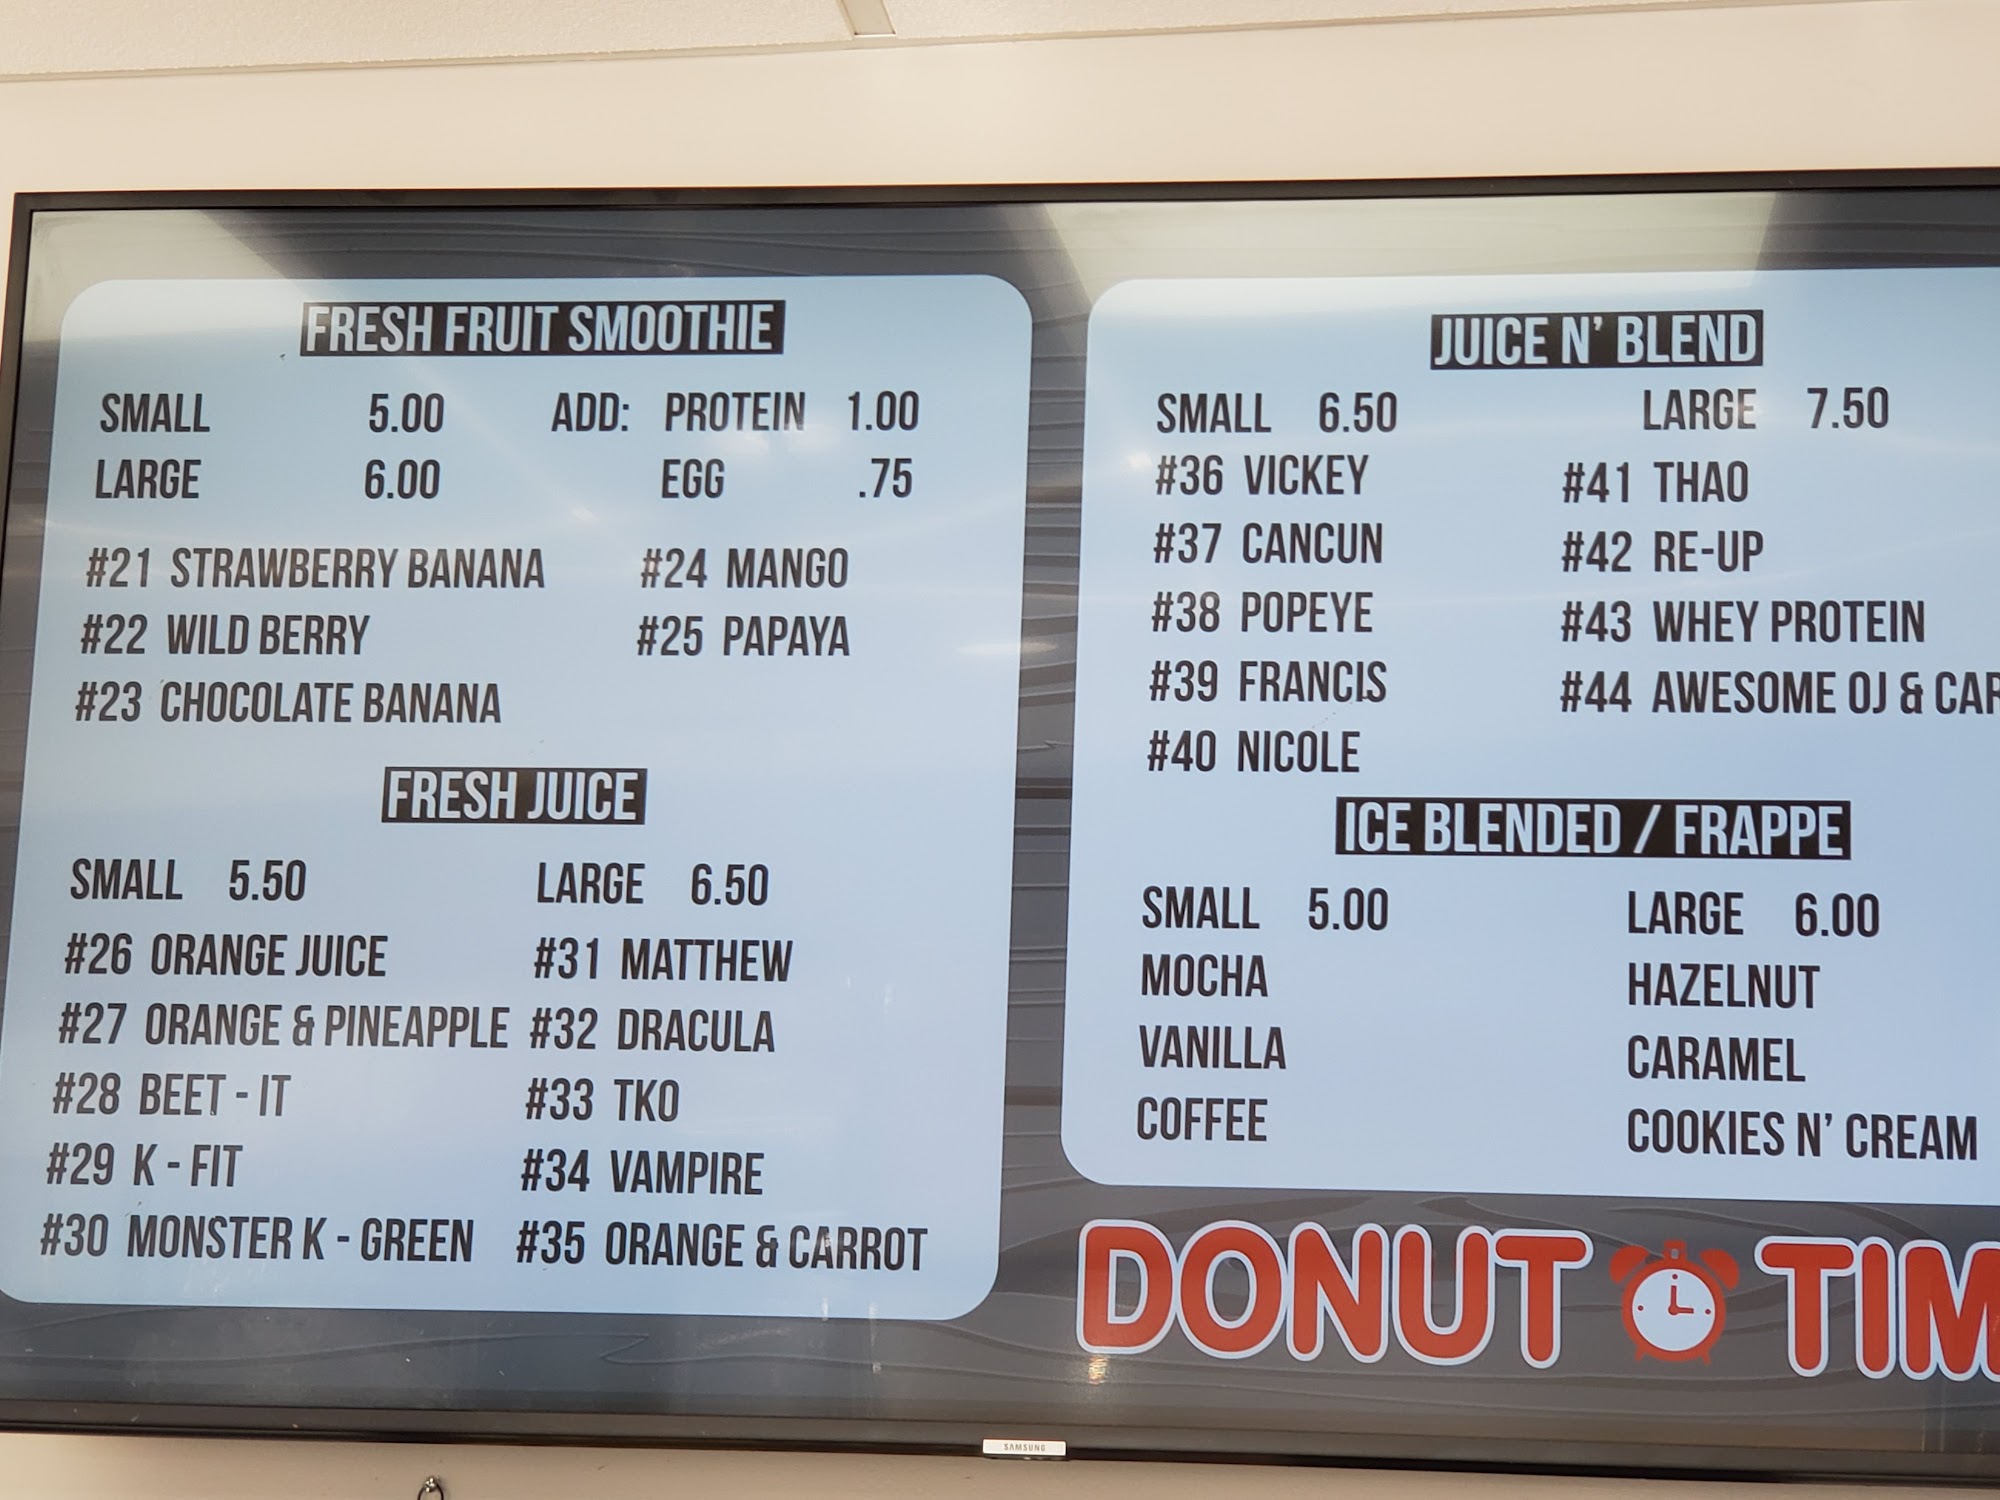 FRESH FRUIT SMOOTHIE
SMALL 5.00 ADD: PROTEIN 1.00
LARGE 6.00 EGG .75
#21 STRAWBERRY BANANA #24 MANGO
#22 WILD BERRY #25 PAPAYA
#23 CHOCOLATE BANANA
FRESH JUICE
SMALL 5.50 LARGE 6.50
#26 ORANGE JUICE #31 MATTHEW
#27 ORANGE & PINEAPPLE #32 DRACULA
#28 BEET - IT #33 TKO
#29 K - FIT #34 VAMPIRE
#30 MONSTER K - GREEN #35 ORANGE & CARROT
JUICE N' BLEND
SMALL 6.50 LARGE 7.50
#36 VICKEY #41 THAO
#37 CANCUN #42 RE-UP
#38 POPEYE #43 WHEY PROTEIN
#39 FRANCIS #44 AWESOME OJ & CAR
#40 NICOLE
ICE BLENDED / FRAPPE
SMALL 5.00 LARGE 6.00
MOCHA HAZELNUT
VANILLA CARAMEL
COFFEE COOKIES N' CREAM
DONUT TIM
SAMSUNG